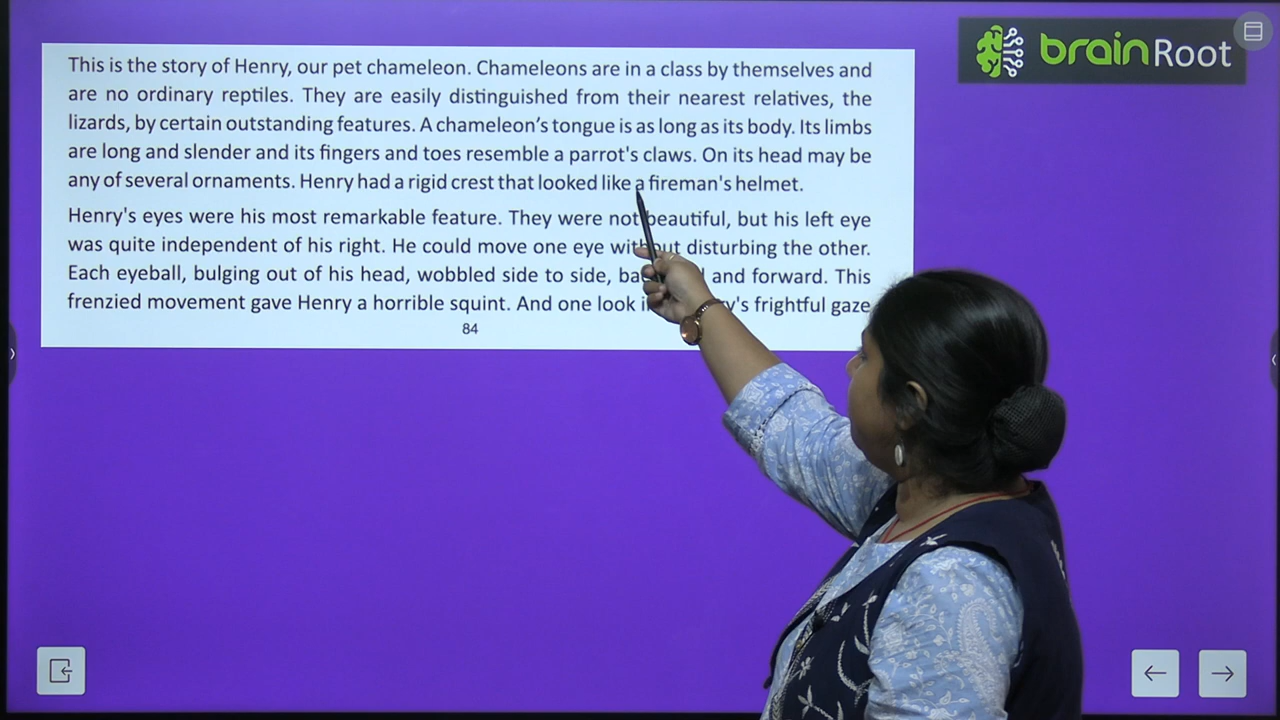 This is the story of Henry, our pet chameleon. Chameleons are in a class by themselves and
are no ordinary reptiles. They are easily distinguished from their nearest relatives, the
lizards, by certain outstanding features. A chameleon's tongue is as long as its body. Its limbs
are long and slender and its fingers and toes resemble a parrot's claws. On its head may be
any of several ornaments. Henry had a rigid crest that looked like a fireman's helmet.
Henry's eyes were his most remarkable feature. They were not beautiful, but his left eye
was quite independent of his right. He could move one eye without disturbing the other.
Each eyeball, bulging out of his head, wobbled side to side, and forward. This
frenzied movement gave Henry a horrible squint. And one look frightful gaze
84
brainRoot